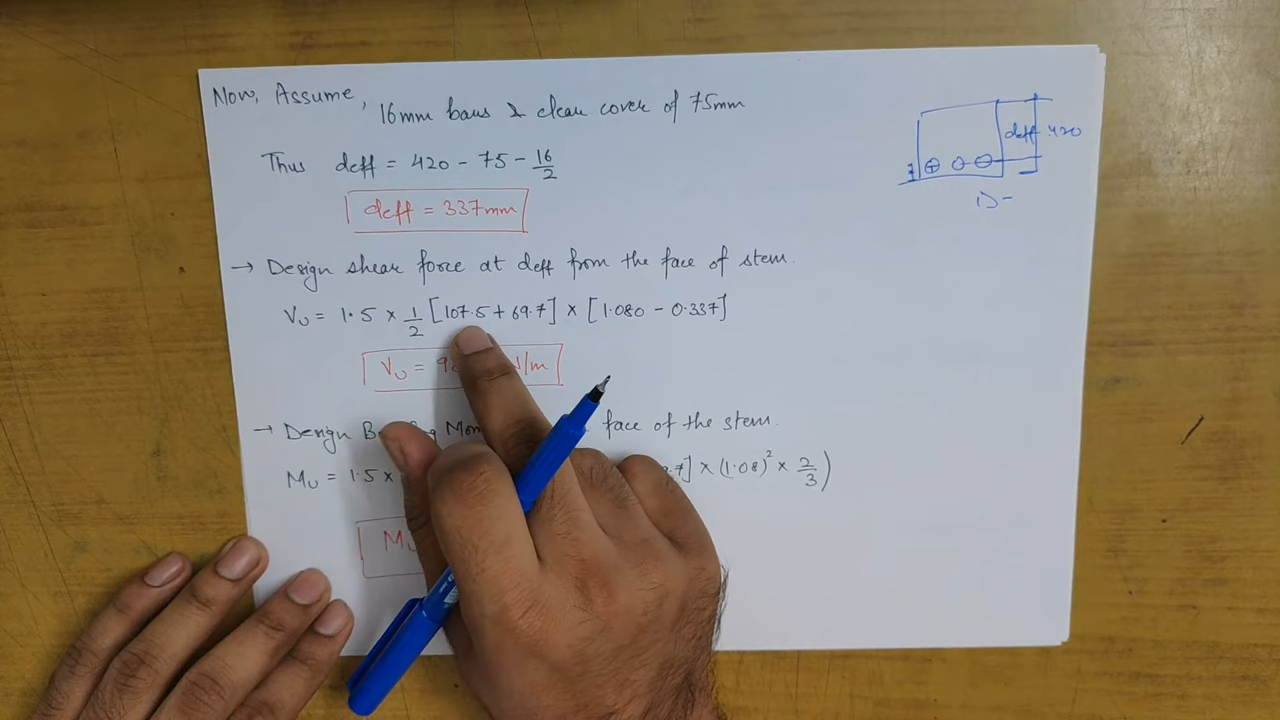 Now, Assume, 16mm bars & clear cover of 75mm
Thus deff = 420 - 75 - 16/2
deff = 337mm
deff 420
D-
→ Design shear force at deff from the face of stem.
VU = 1.5 × 1/2 [107.5 + 69.7] × [1.080 - 0.337]
VU = /m
→ Design face of the stem.
MU = 1.5 × .7] × (1.08)² × 2/3)
MU